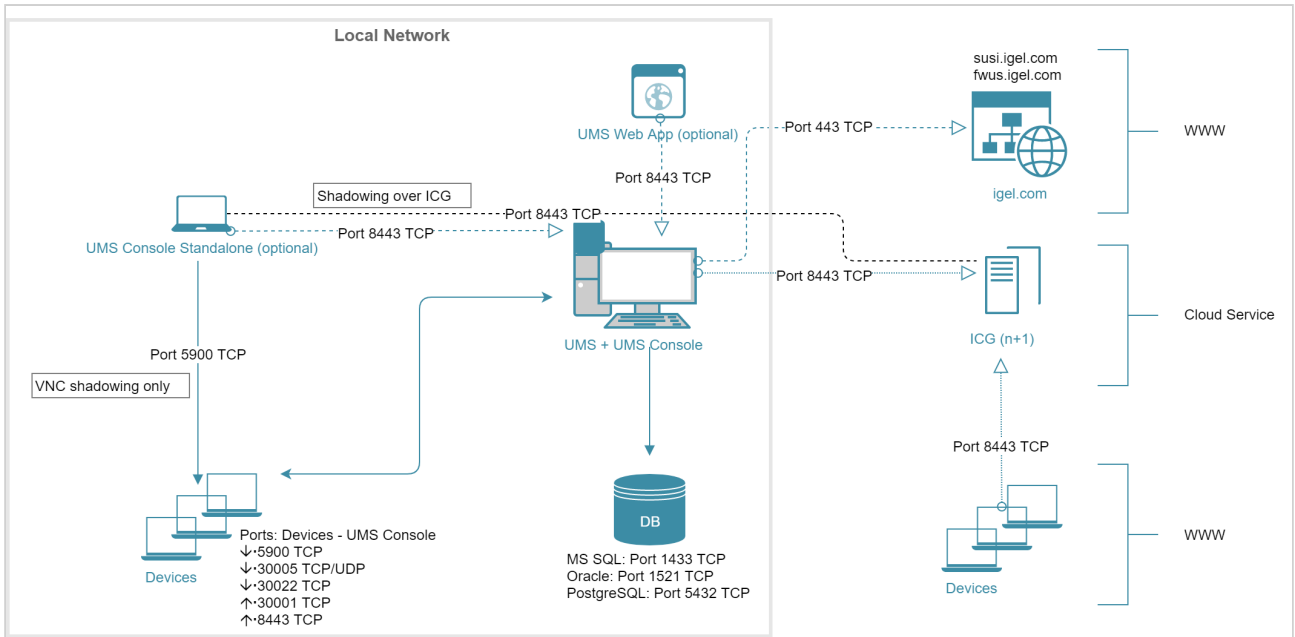 Local Network
susi.igel.com
fwus.igel.com
UMS Web App (optional)
Port 443 TCP
WWW
Port 8443 TCP
igel.com
Shadowing over ICG
Port 8443 TCP
Port 8443 TCP
UMS Console Standalone (optional)
Port 8443 TCP
Cloud Service
UMS + UMS Console
ICG (n+1)
Port 5900 TCP
VNC shadowing only
Port 8443 TCP
DB
Ports: Devices - UMS Console
↓·5900 TCP
↓·30005 TCP/UDP
↓·30022 TCP
↑·30001 TCP
↑·8443 TCP
Devices
MS SQL: Port 1433 TCP
Oracle: Port 1521 TCP
PostgreSQL: Port 5432 TCP
WWW
Devices